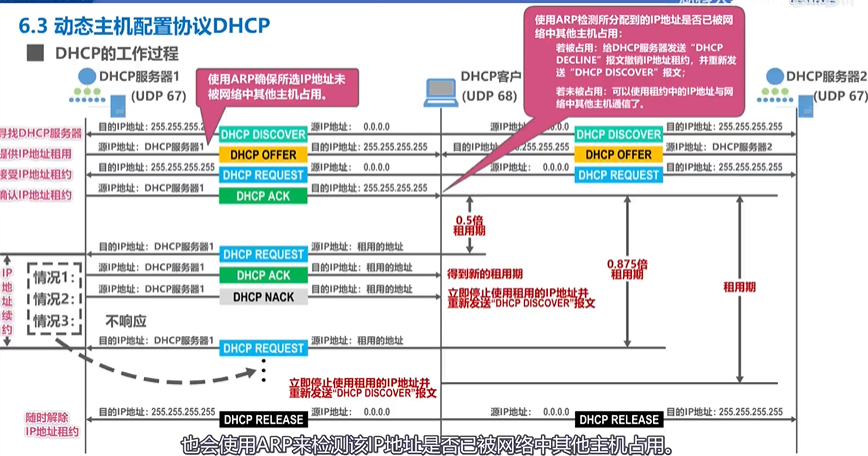 6.3 动态主机配置协议DHCP
DHCP的工作过程
使用ARP检测所分配到的IP地址是否已被网
络中其他主机占用:
若被占用:给DHCP服务器发送“DHCP
DECLINE”报文撤销IP地址租约,并重新发
送“DHCP DISCOVER”报文;
若未被占用:可以使用租约中的IP地址与网
络中其他主机通信了。
使用ARP确保所选IP地址未
被网络中其他主机占用。
DHCP服务器1
(UDP 67)
DHCP客户
(UDP 68)
DHCP服务器2
(UDP 67)
寻找DHCP服务器
目的IP地址:255.255.255.255
DHCP DISCOVER
源IP地址: 0.0.0.0
源IP地址: 0.0.0.0
DHCP DISCOVER
目的IP地址:255.255.255.255
提供IP地址租用
源IP地址:DHCP服务器1
DHCP OFFER
目的IP地址:255.255.255.255
目的IP地址:255.255.255.255
DHCP OFFER
源IP地址:DHCP服务器2
接受IP地址租约
目的IP地址:255.255.255.255
DHCP REQUEST
源IP地址: 0.0.0.0
源IP地址: 0.0.0.0
DHCP REQUEST
目的IP地址:255.255.255.255
确认IP地址租约
源IP地址:DHCP服务器1
DHCP ACK
目的IP地址:255.255.255.255
0.5倍
租用期
0.875倍
租用期
租用期
IP
地
址
续
约
目的IP地址:DHCP服务器1
DHCP REQUEST
源IP地址:租用的地址
情况1:
源IP地址:DHCP服务器1
DHCP ACK
目的IP地址:租用的地址
得到新的租用期
情况2:
源IP地址:DHCP服务器1
DHCP NACK
目的IP地址:租用的地址
立即停止使用租用的IP地址并
重新发送“DHCP DISCOVER”报文
情况3:
不响应
目的IP地址:DHCP服务器1
DHCP REQUEST
源IP地址:租用的地址
立即停止使用租用的IP地址并
重新发送“DHCP DISCOVER”报文
随时解除
IP地址租约
目的IP地址:255.255.255.255
DHCP RELEASE
源IP地址: 0.0.0.0
源IP地址: 0.0.0.0
DHCP RELEASE
目的IP地址:255.255.255.255
也会使用ARP来检测该IP地址是否已被网络中其他主机占用。